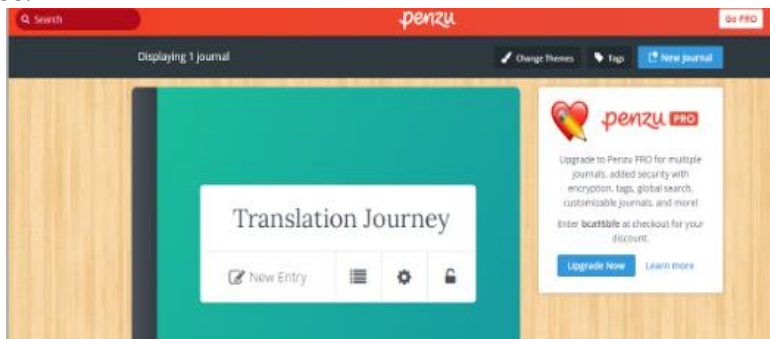 Search
penzu
Go PRO
Displaying 1 journal
Change Themes
Tags
New Journal
Translation Journey
New Entry
penzu PRO
Upgrade to Penzu PRO for multiple
journals, added security with
encryption, tags, global search,
customizable journals, and more!
Enter at checkout for your
discount.
Upgrade Now
Learn more